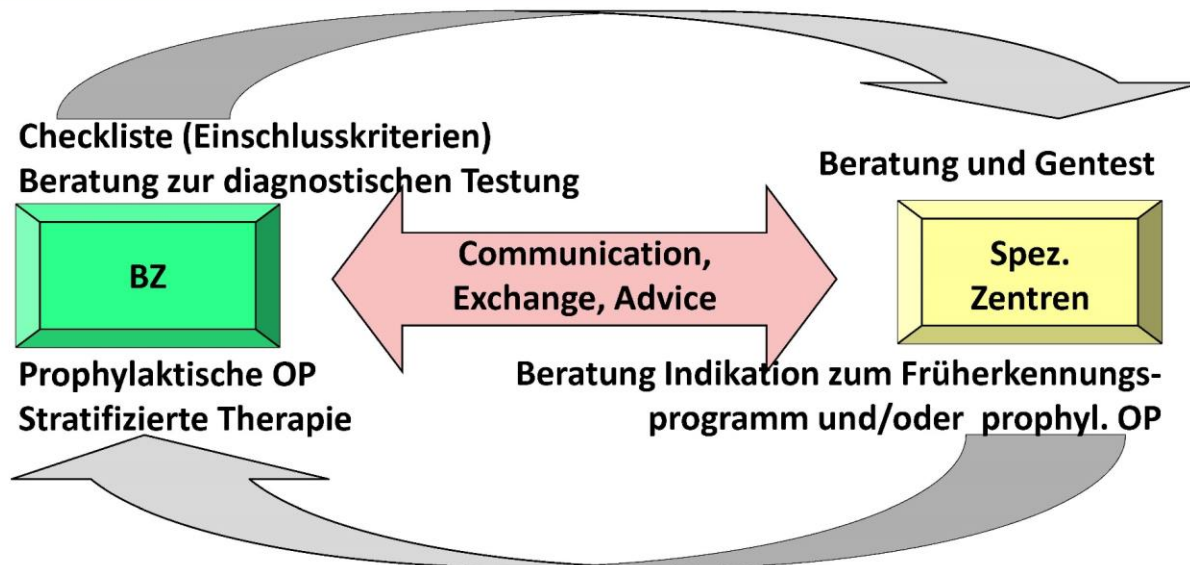 Checkliste (Einschlusskriterien)
Beratung zur diagnostischen Testung
Beratung und Gentest
BZ
Communication,
Exchange, Advice
Spez.
Zentren
Prophylaktische OP
Stratifizierte Therapie
Beratung Indikation zum Früherkennungs-
programm und/oder prophyl. OP